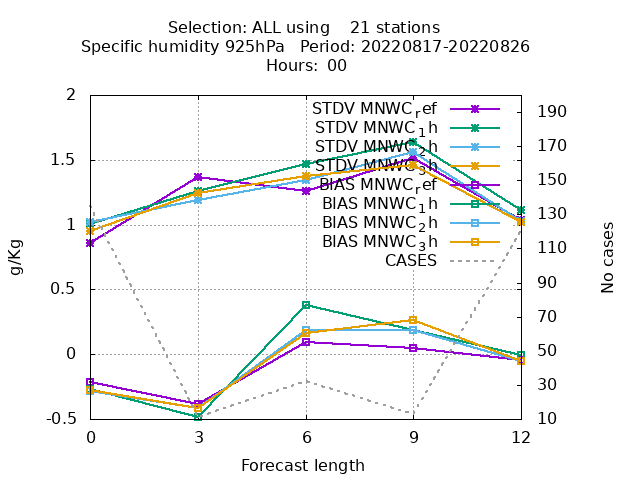 Selection: ALL using 21 stations
Specific humidity 925hPa Period: 20220817-20220826
Hours: 00
STDV MNWC_ref
STDV MNWC_1h
STDV MNWC_2h
STDV MNWC_3h
BIAS MNWC_ref
BIAS MNWC_1h
BIAS MNWC_2h
BIAS MNWC_3h
CASES
2
1.5
1
0.5
0
-0.5
g/Kg
190
170
150
130
110
90
70
50
30
10
No cases
0 3 6 9 12
Forecast length